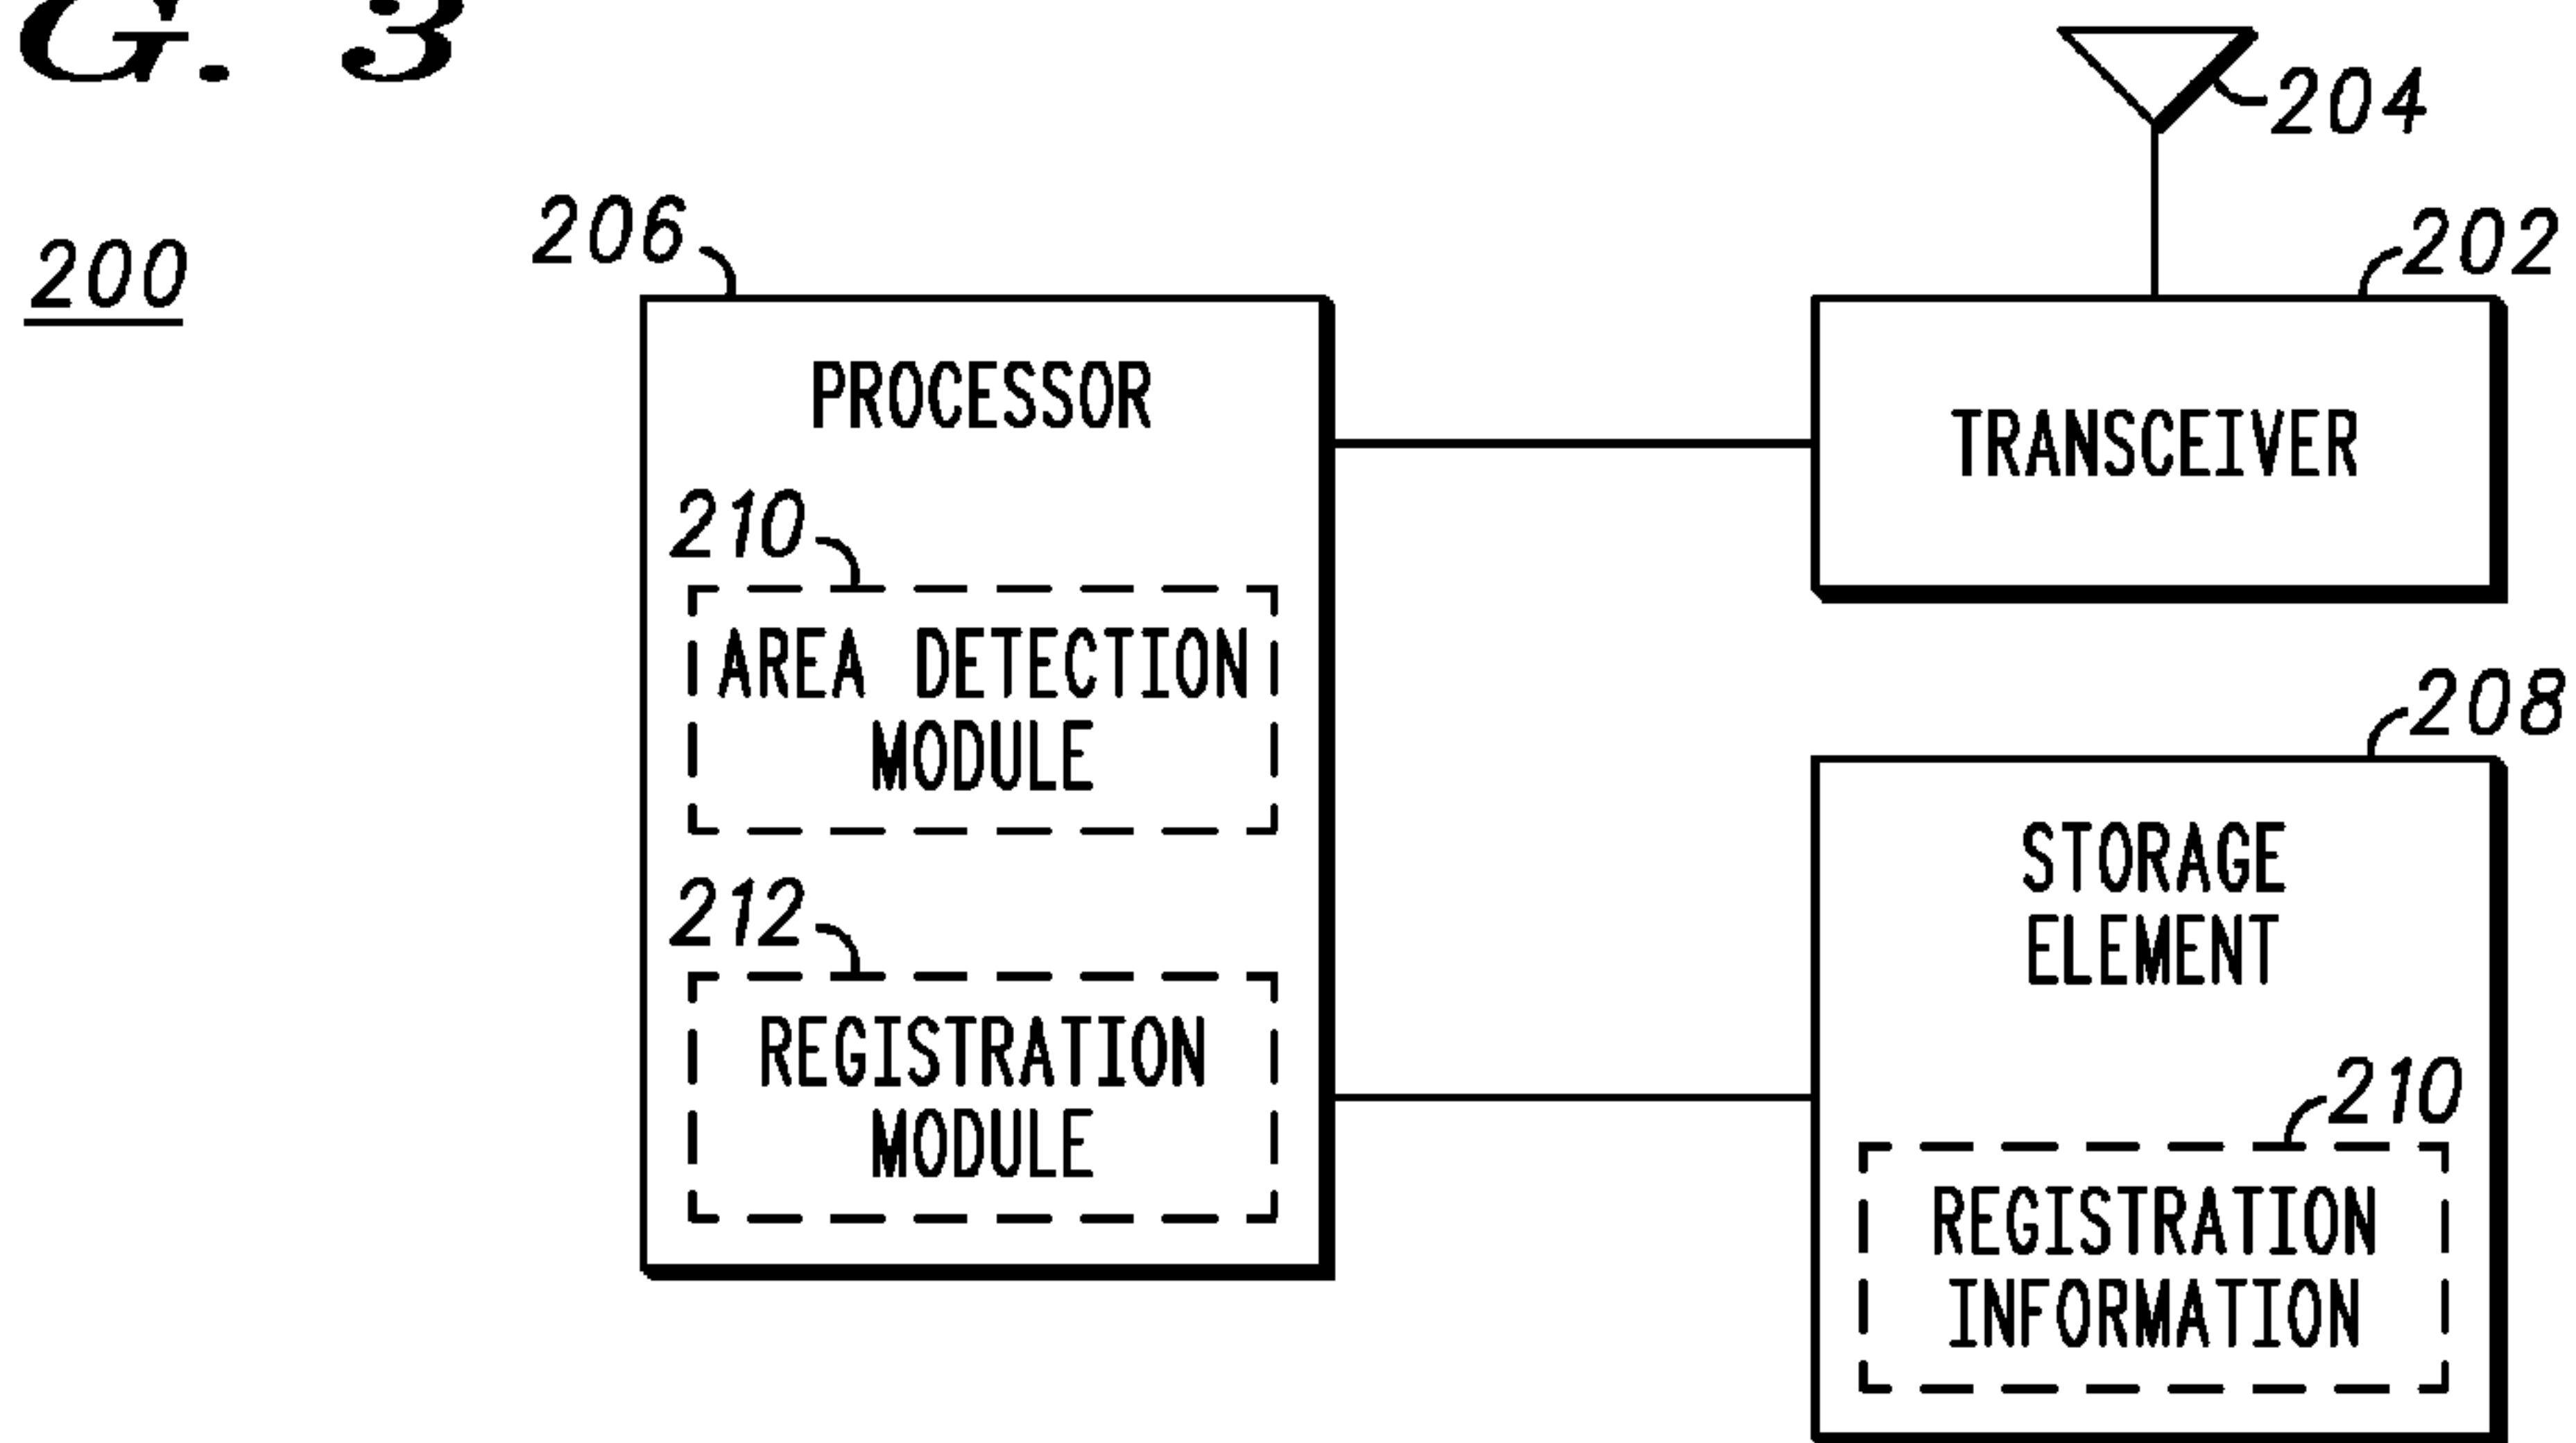 G. 3
204
200
206
202
PROCESSOR
TRANSCEIVER
210
AREA DETECTION
MODULE
208
STORAGE
ELEMENT
212
REGISTRATION
MODULE
210
REGISTRATION
INFORMATION